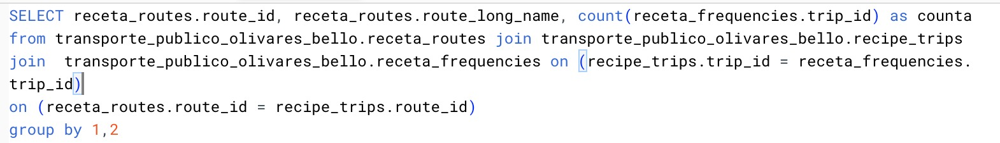 SELECT receta_routes.route_id, receta_routes.route_long_name, count(receta_frequencies.trip_id) as counta
from transporte_publico_olivares_bello.receta_routes join transporte_publico_olivares_bello.recipe_trips
join  transporte_publico_olivares_bello.receta_frequencies on (recipe_trips.trip_id = receta_frequencies.
trip_id)
on (receta_routes.route_id = recipe_trips.route_id)
group by 1,2